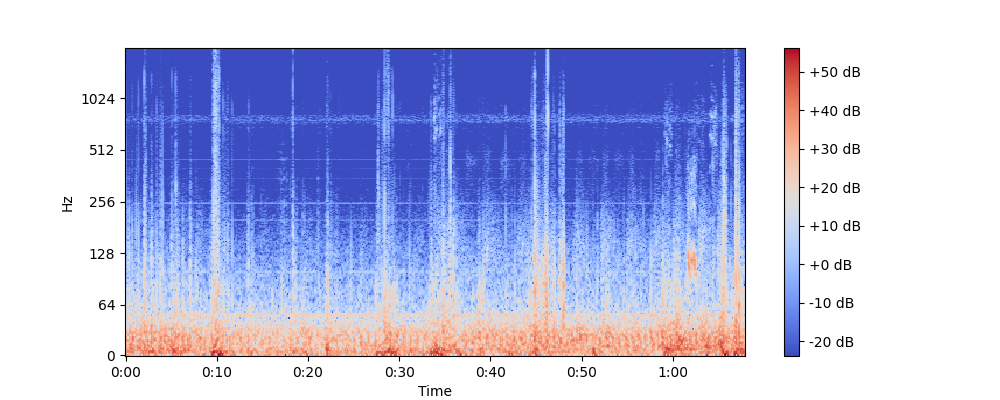 1024
512
256
128
64
0
Hz
0:00 0:10 0:20 0:30 0:40 0:50 1:00
Time
+50 dB
+40 dB
+30 dB
+20 dB
+10 dB
+0 dB
-10 dB
-20 dB